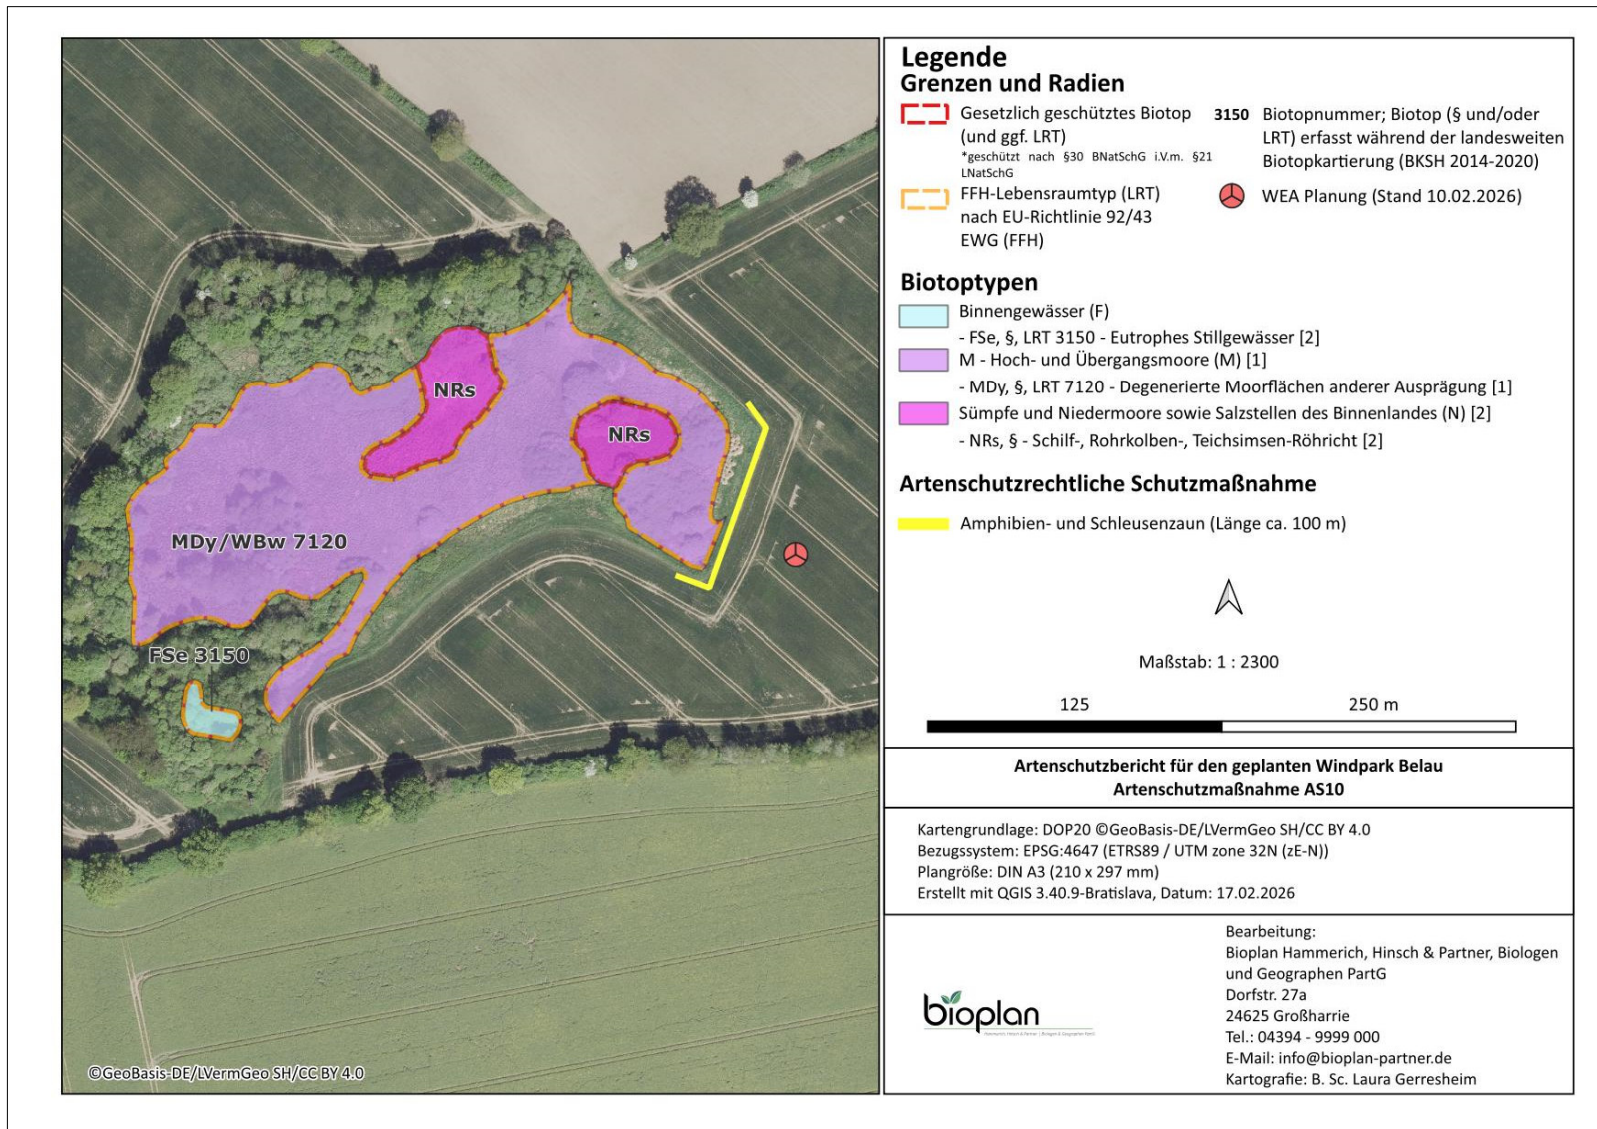 NRs
NRs
MDy/WBw 7120
FSe 3150
©GeoBasis-DE/LVermGeo SH/CC BY 4.0
Legende
Grenzen und Radien
Gesetzlich geschütztes Biotop
(und ggf. LRT)
*geschützt nach §30 BNatSchG i.V.m. §21
LNatSchG
FFH-Lebensraumtyp (LRT)
nach EU-Richtlinie 92/43
EWG (FFH)
3150 Biotopnummer; Biotop (§ und/oder
LRT) erfasst während der landesweiten
Biotopkartierung (BKSH 2014-2020)
WEA Planung (Stand 10.02.2026)
Biotoptypen
Binnengewässer (F)
- FSe, §, LRT 3150 - Eutrophes Stillgewässer [2]
M - Hoch- und Übergangsmoore (M) [1]
- MDy, §, LRT 7120 - Degenerierte Moorflächen anderer Ausprägung [1]
Sümpfe und Niedermoore sowie Salzstellen des Binnenlandes (N) [2]
- NRs, § - Schilf-, Rohrkolben-, Teichsimsen-Röhricht [2]
Artenschutzrechtliche Schutzmaßnahme
Amphibien- und Schleusenzaun (Länge ca. 100 m)
Maßstab: 1 : 2300
125 250 m
Artenschutzbericht für den geplanten Windpark Belau
Artenschutzmaßnahme AS10
Kartengrundlage: DOP20 ©GeoBasis-DE/LVermGeo SH/CC BY 4.0
Bezugssystem: EPSG:4647 (ETRS89 / UTM zone 32N (zE-N))
Plangröße: DIN A3 (210 x 297 mm)
Erstellt mit QGIS 3.40.9-Bratislava, Datum: 17.02.2026
bioplan
Bearbeitung:
Bioplan Hammerich, Hinsch & Partner, Biologen
und Geographen PartG
Dorfstr. 27a
24625 Großharrie
Tel.: 04394 - 9999 000
E-Mail: info@bioplan-partner.de
Kartografie: B. Sc. Laura Gerresheim